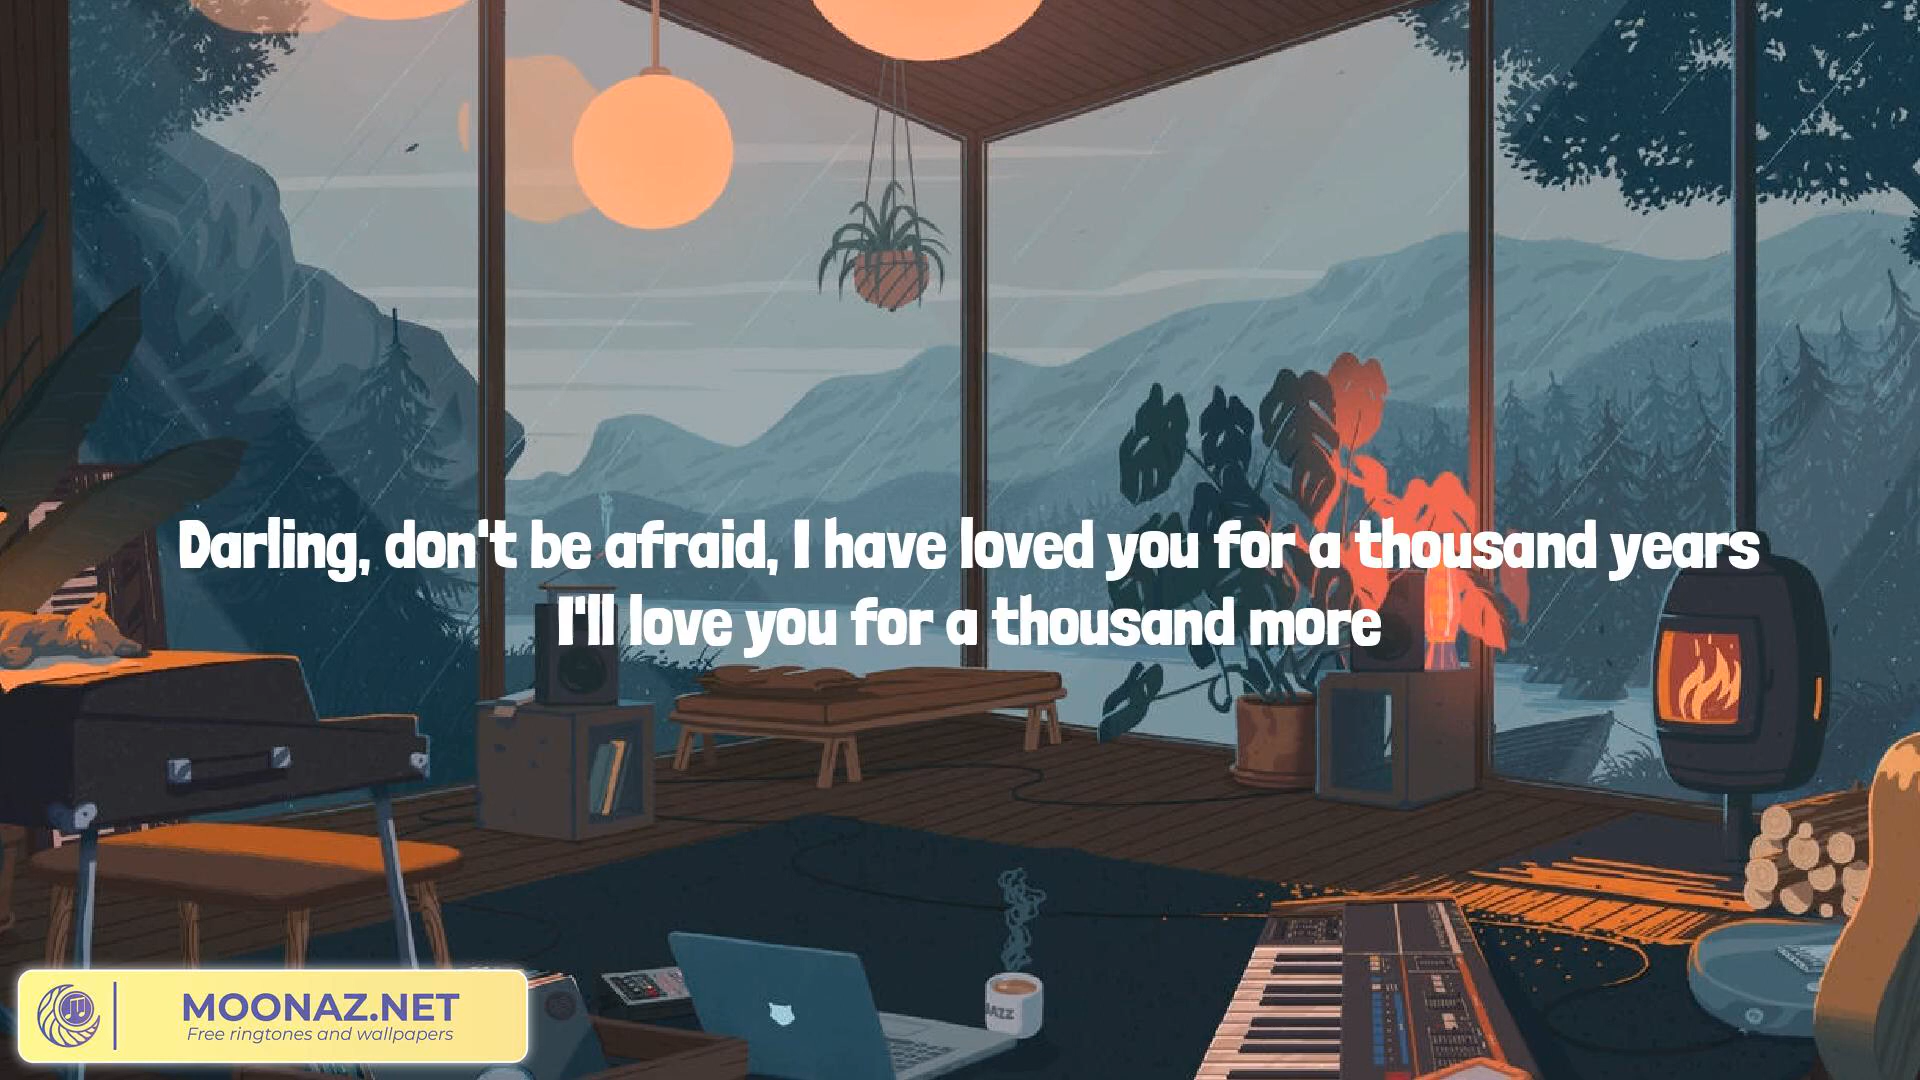 Darling, don't be afraid, I have loved you for a thousand years
I'll love you for a thousand more
JAZZ
MOONAZ.NET
Free ringtones and wallpapers